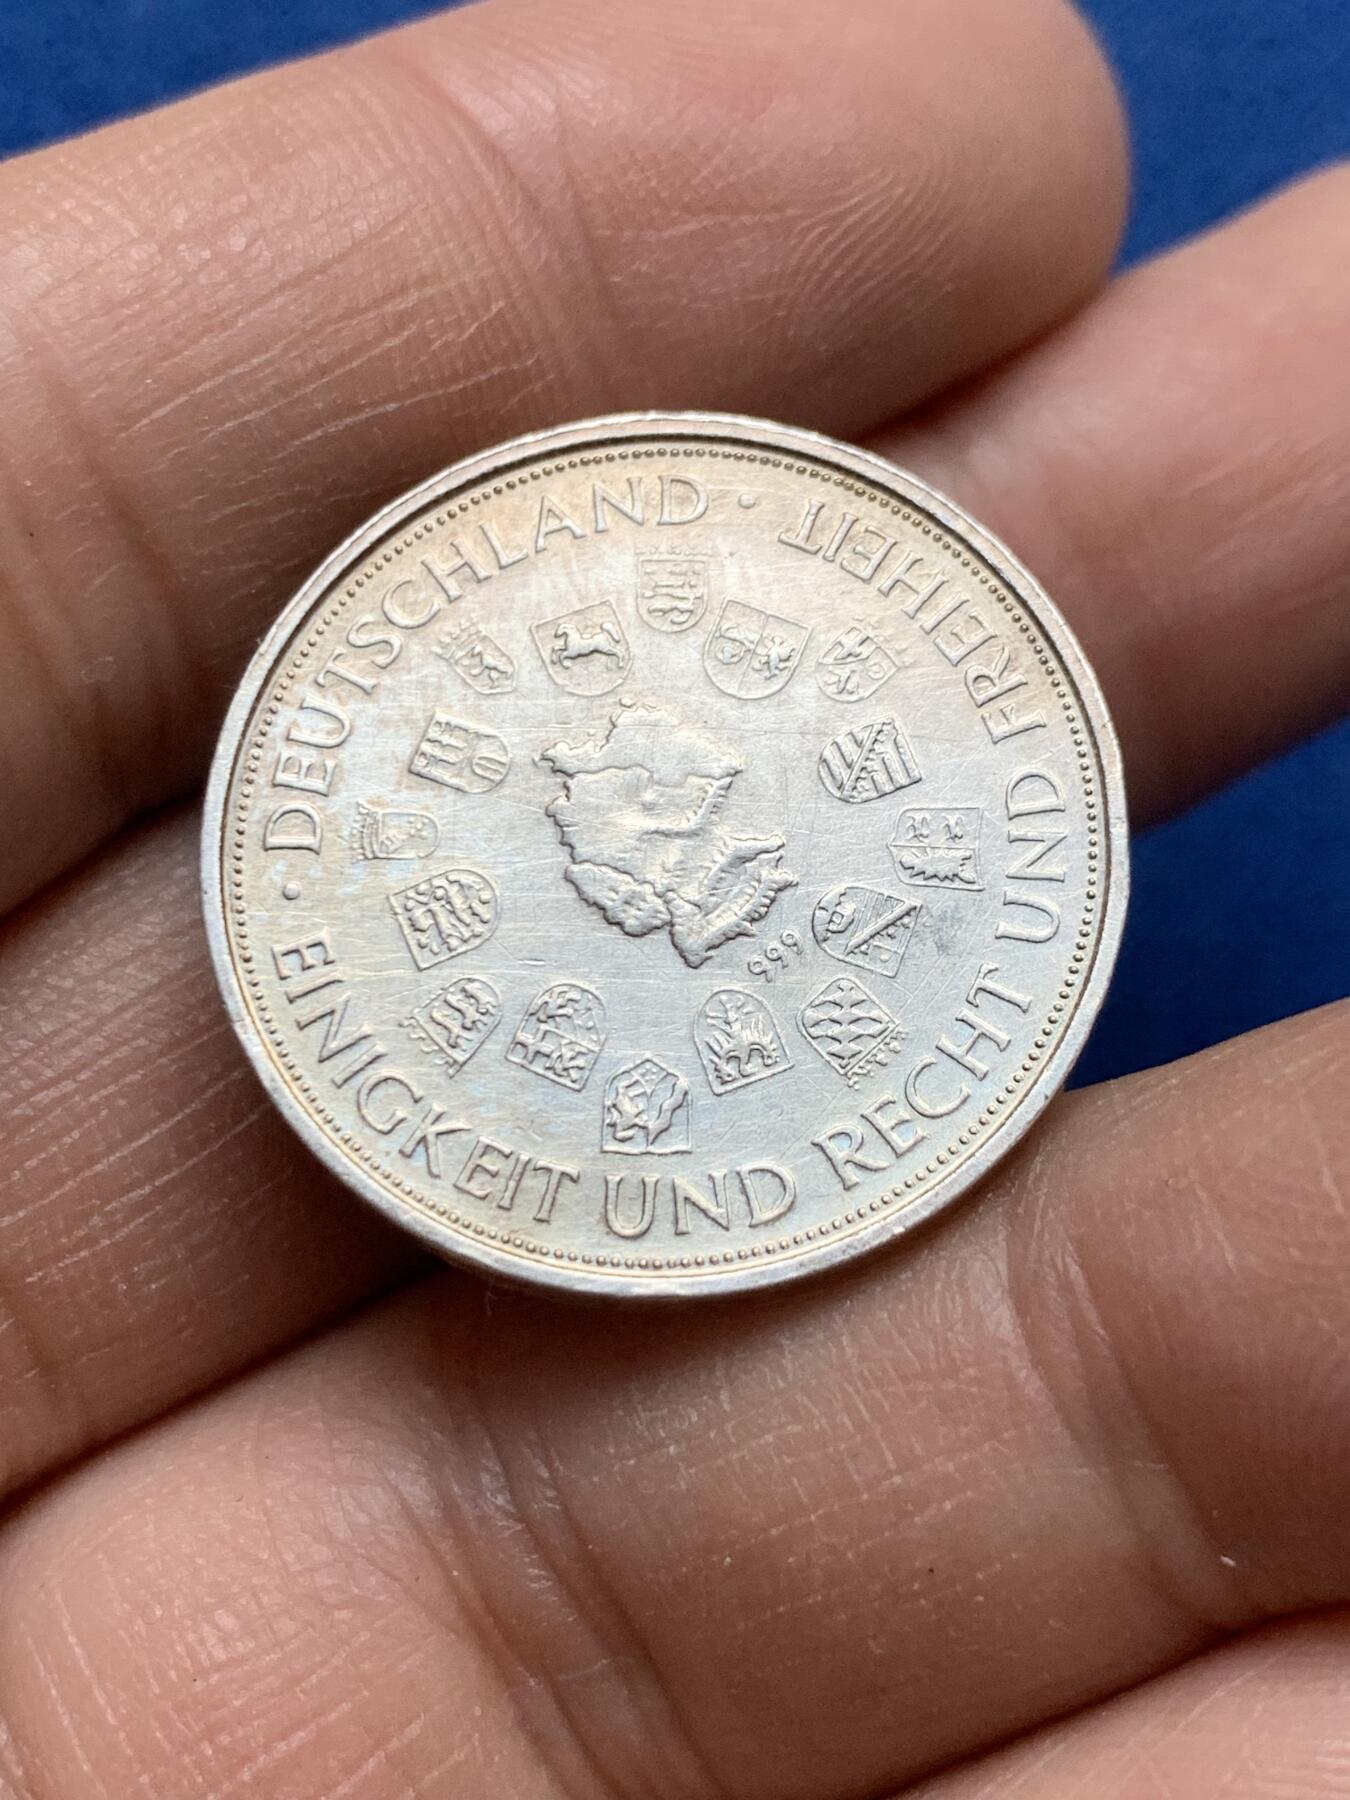 EINIGKEIT UND RECHT UND FREIHEIT · DEUTSCHLAND ·
999